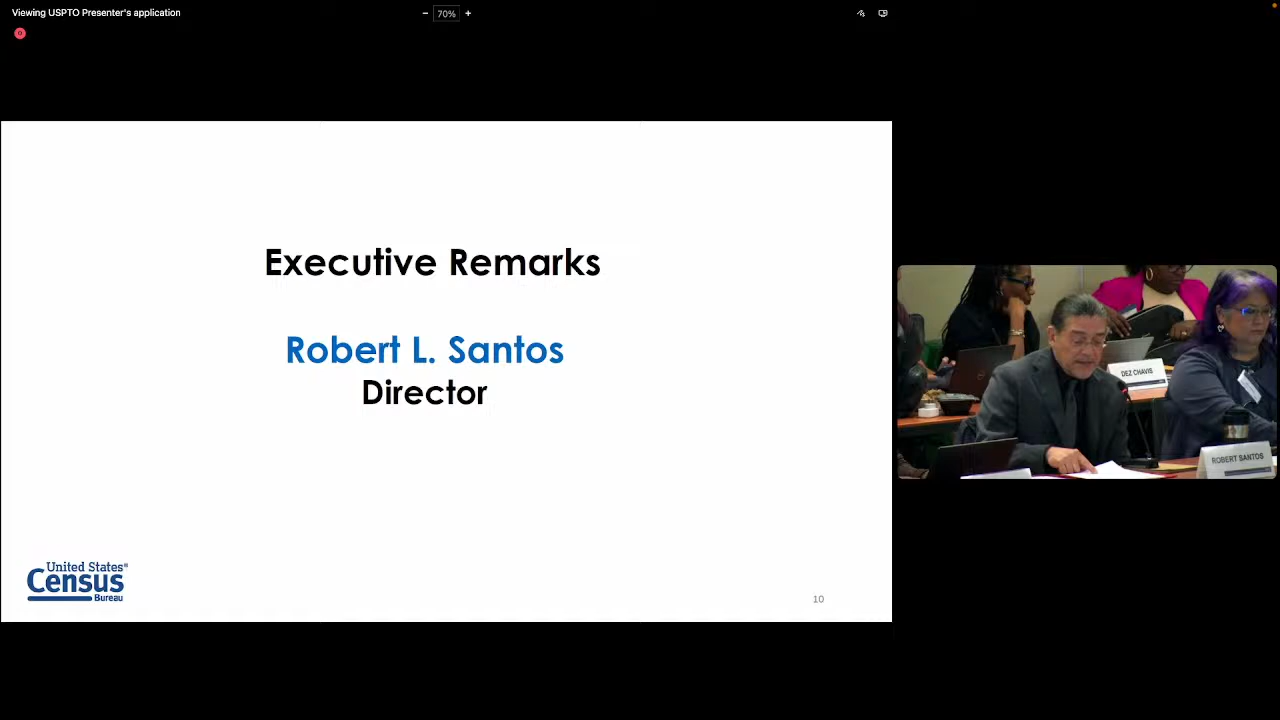 Viewing USPTO Presenter's application
− 70% +
Executive Remarks
Robert L. Santos
Director
United States®
Census
Bureau
10
DEZ CHAVIS
ROBERT SANTOS